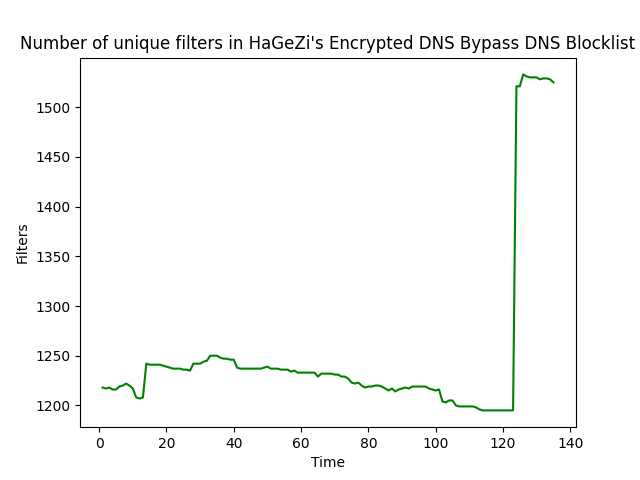 Number of unique filters in HaGeZi's Encrypted DNS Bypass DNS Blocklist
1500
1450
1400
1350
1300
1250
1200
Filters
0 20 40 60 80 100 120 140
Time